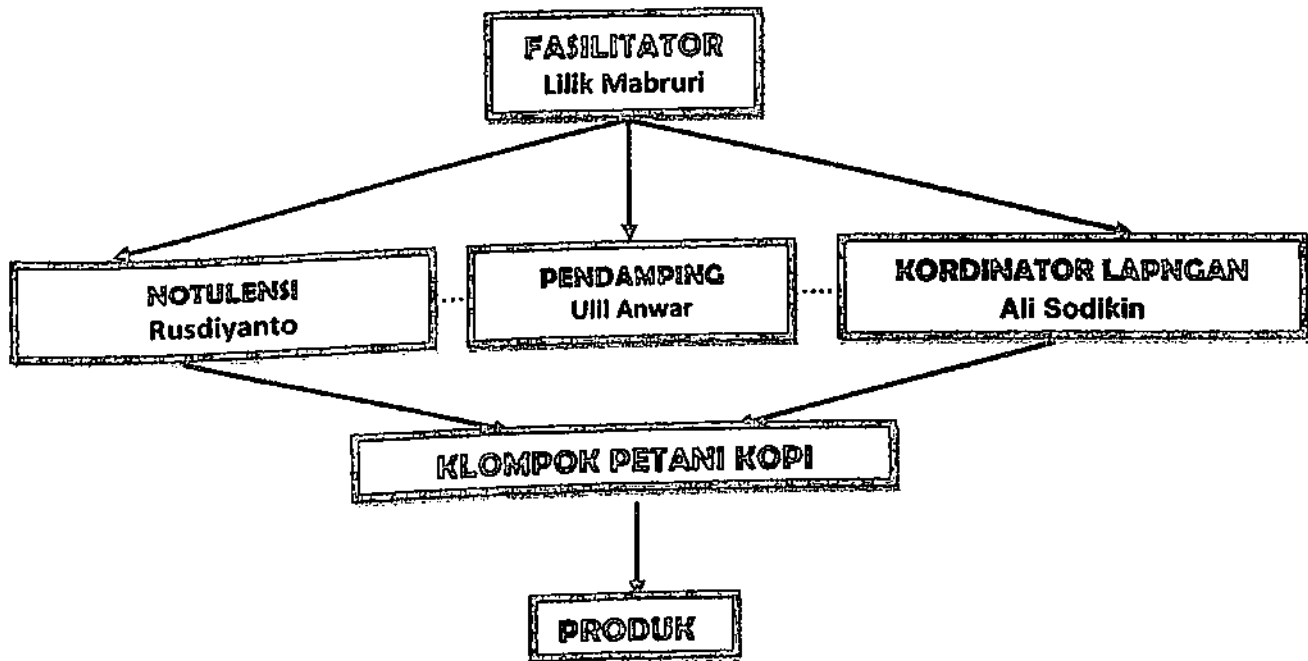 FASILITATOR
Lilik Mabruri
NOTULENSI
Rusdiyanto
PENDAMPING
Ulil Anwar
KORDINATOR LAPNGAN
Ali Sodikin
KLOMPOK PETANI KOPI
PRODUK